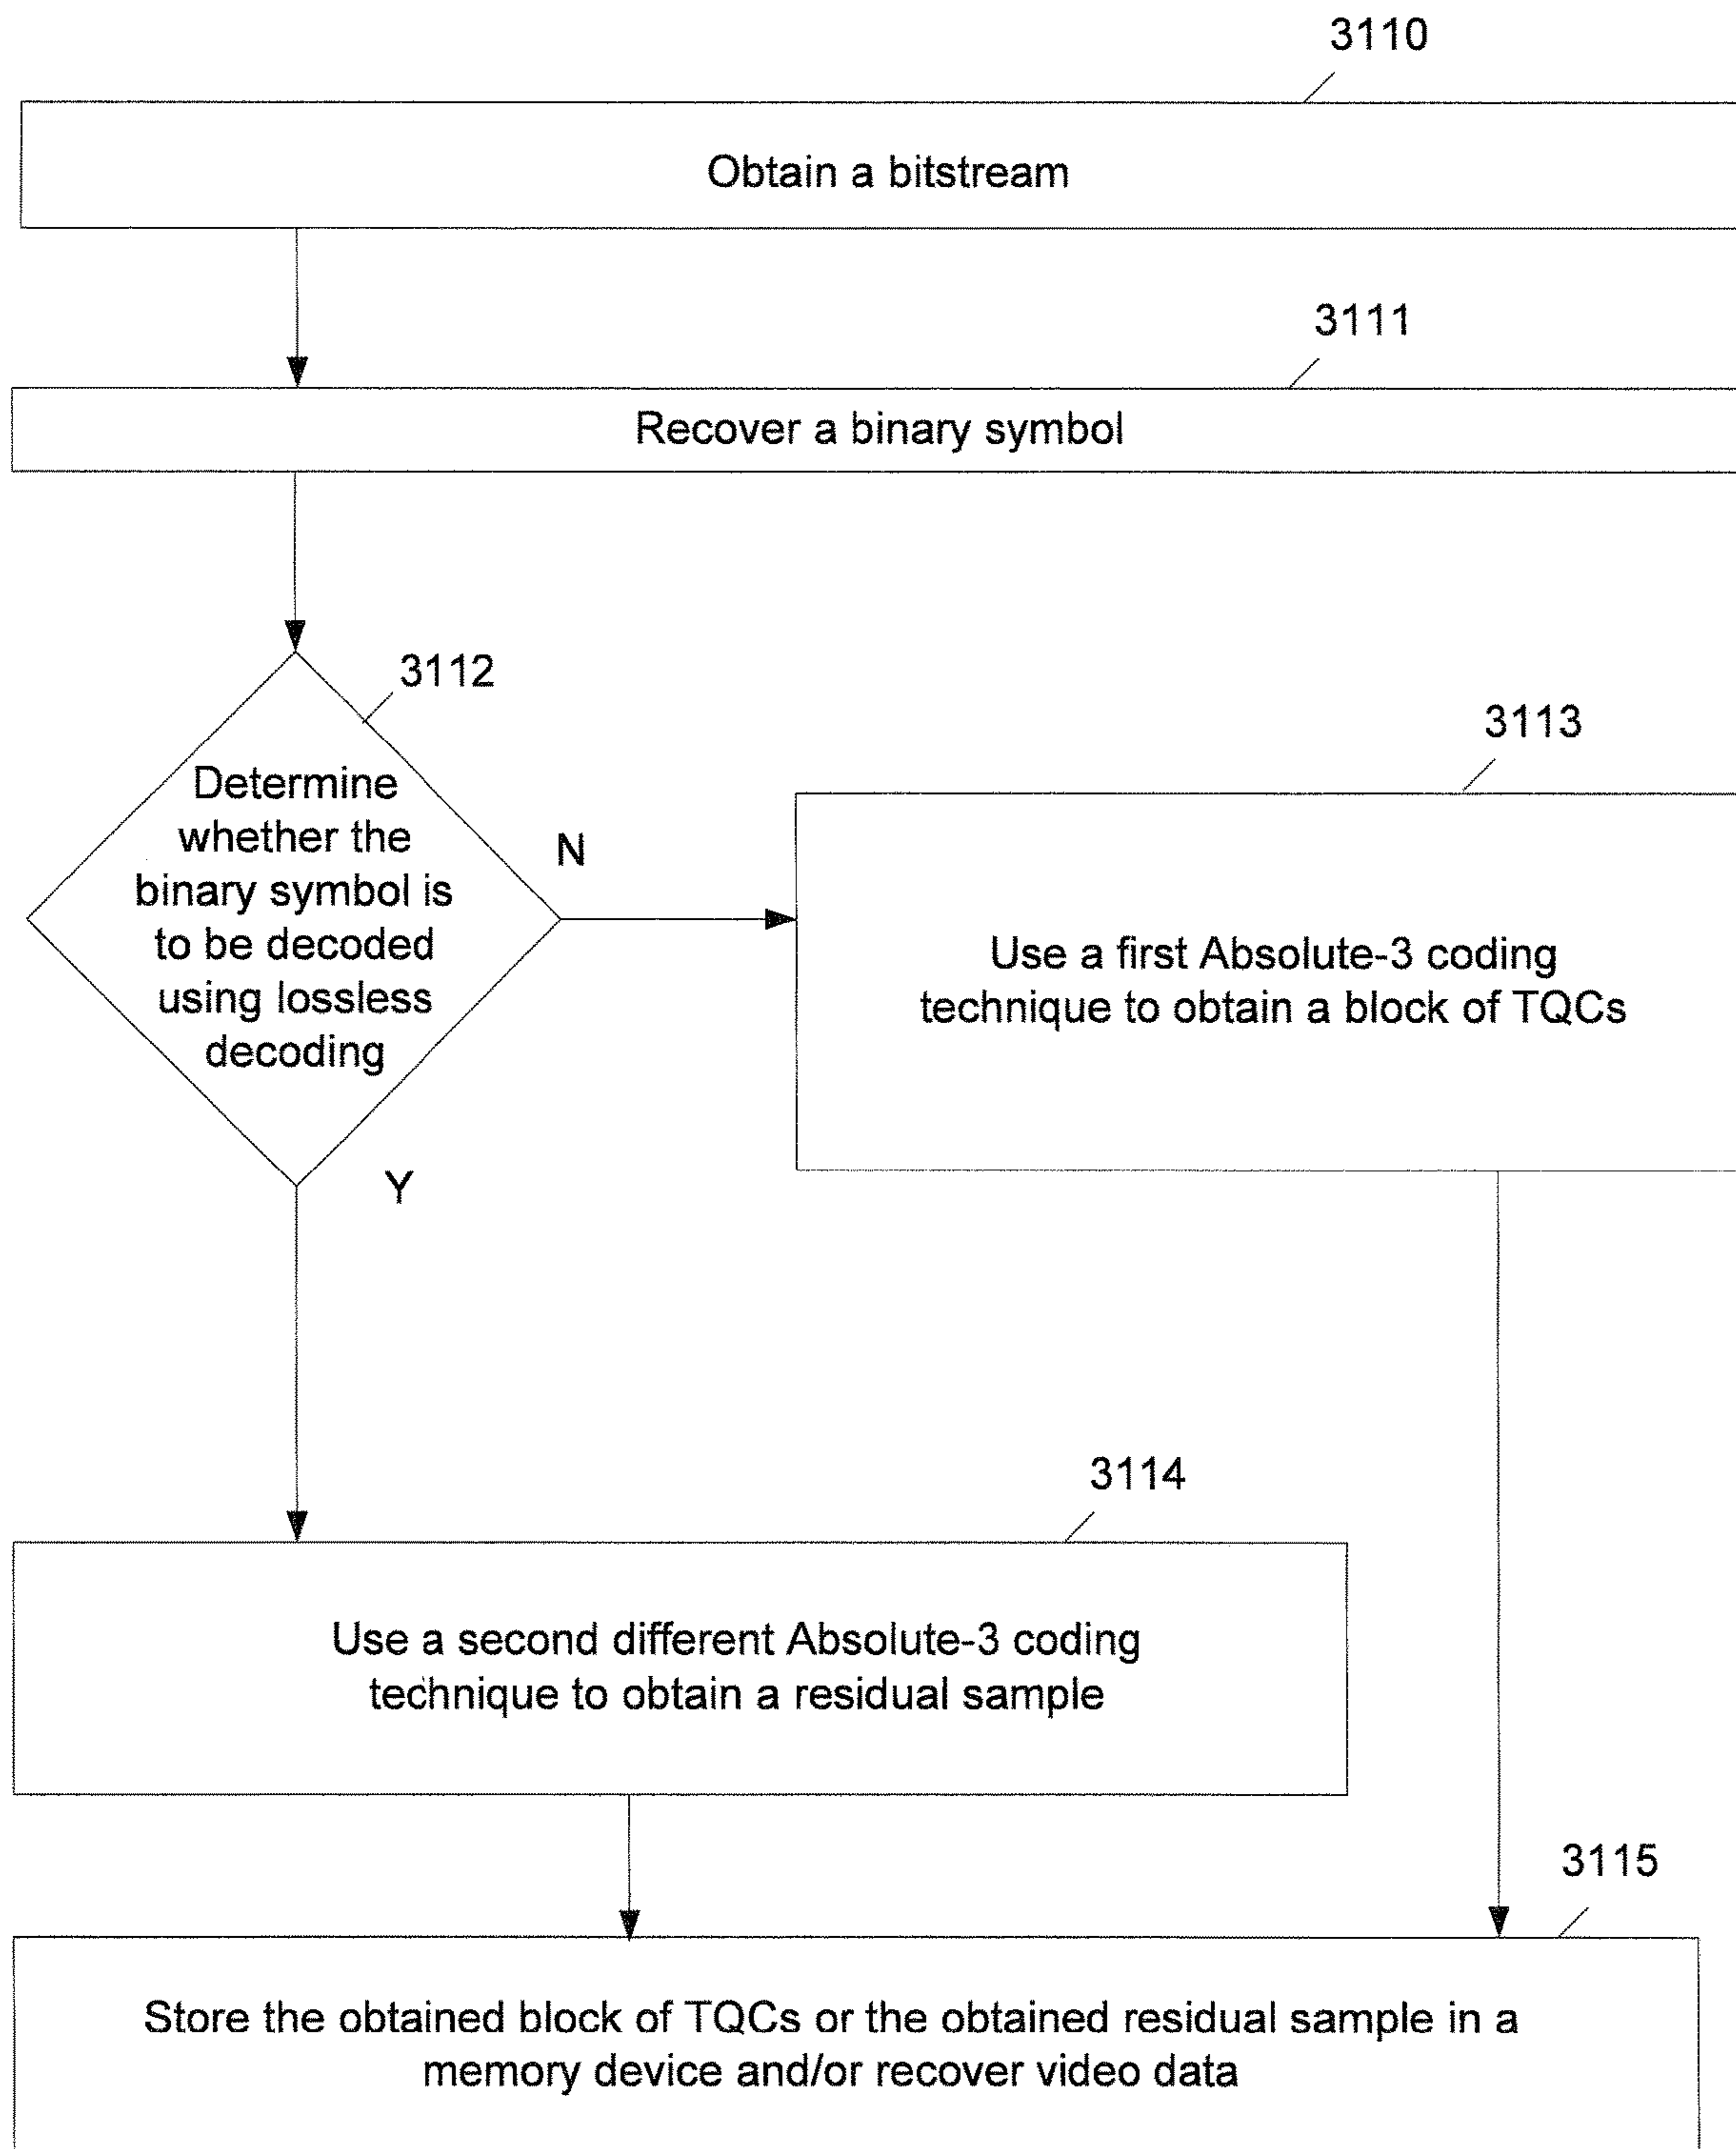 3110
Obtain a bitstream
3111
Recover a binary symbol
3112
Determine
whether the
binary symbol is
to be decoded
using lossless
decoding
N
Y
3113
Use a first Absolute-3 coding
technique to obtain a block of TQCs
3114
Use a second different Absolute-3 coding
technique to obtain a residual sample
3115
Store the obtained block of TQCs or the obtained residual sample in a
memory device and/or recover video data